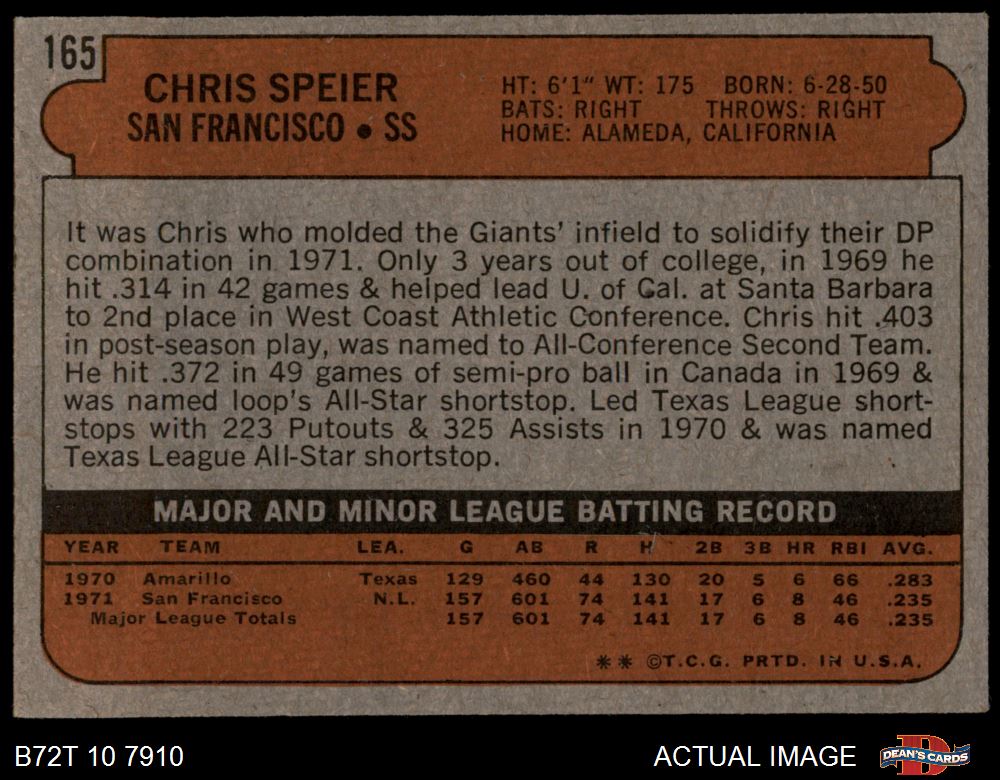 165
CHRIS SPEIER
SAN FRANCISCO • SS
HT: 6'1" WT: 175 BORN: 6-28-50
BATS: RIGHT THROWS: RIGHT
HOME: ALAMEDA, CALIFORNIA
It was Chris who molded the Giants' infield to solidify their DP
combination in 1971. Only 3 years out of college, in 1969 he
hit .314 in 42 games & helped lead U. of Cal. at Santa Barbara
to 2nd place in West Coast Athletic Conference. Chris hit .403
in post-season play, was named to All-Conference Second Team.
He hit .372 in 49 games of semi-pro ball in Canada in 1969 &
was named loop's All-Star shortstop. Led Texas League short-
stops with 223 Putouts & 325 Assists in 1970 & was named
Texas League All-Star shortstop.
MAJOR AND MINOR LEAGUE BATTING RECORD
YEAR TEAM LEA. G AB R H 2B 3B HR RBI AVG.
1970 Amarillo Texas 129 460 44 130 20 5 6 66 .283
1971 San Francisco N.L. 157 601 74 141 17 6 8 46 .235
Major League Totals 157 601 74 141 17 6 8 46 .235
** ©T.C.G. PRTD. IN U.S.A.
B72T 10 7910
ACTUAL IMAGE
D
DEAN'S CARDS